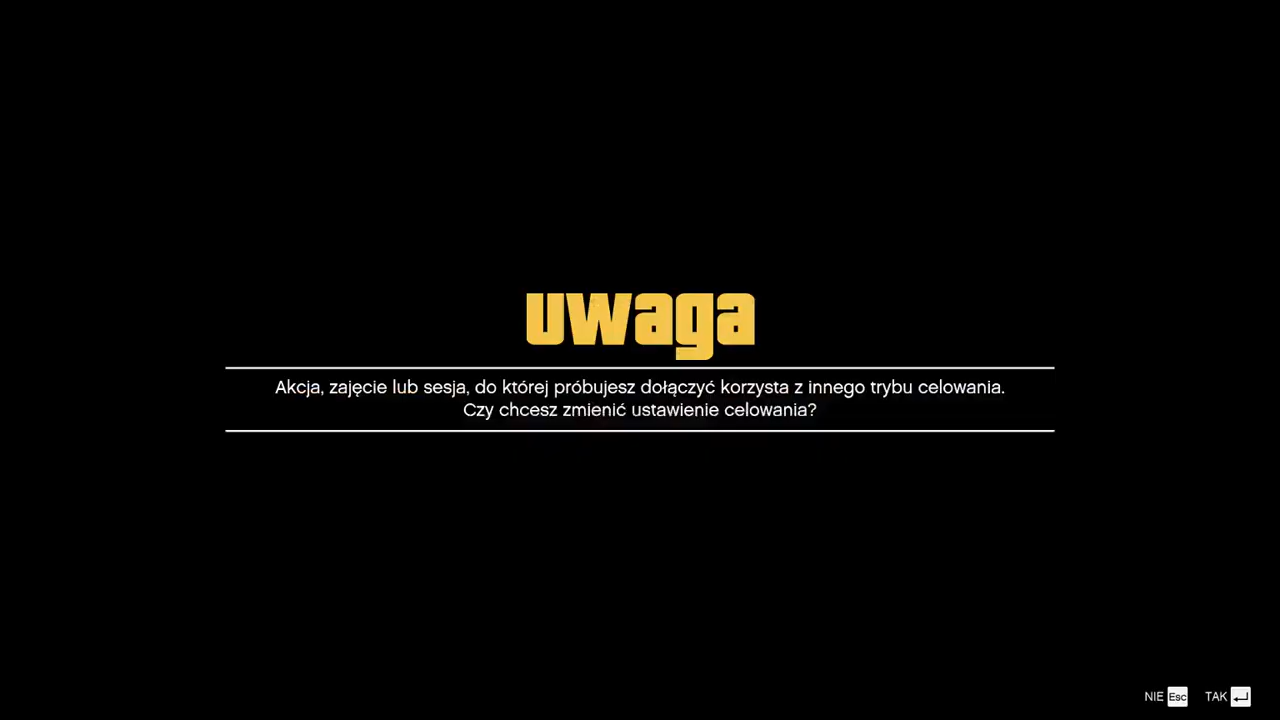 uwaga
Akcja, zajęcie lub sesja, do której próbujesz dołączyć korzysta z innego trybu celowania.
Czy chcesz zmienić ustawienie celowania?
NIE Esc TAK